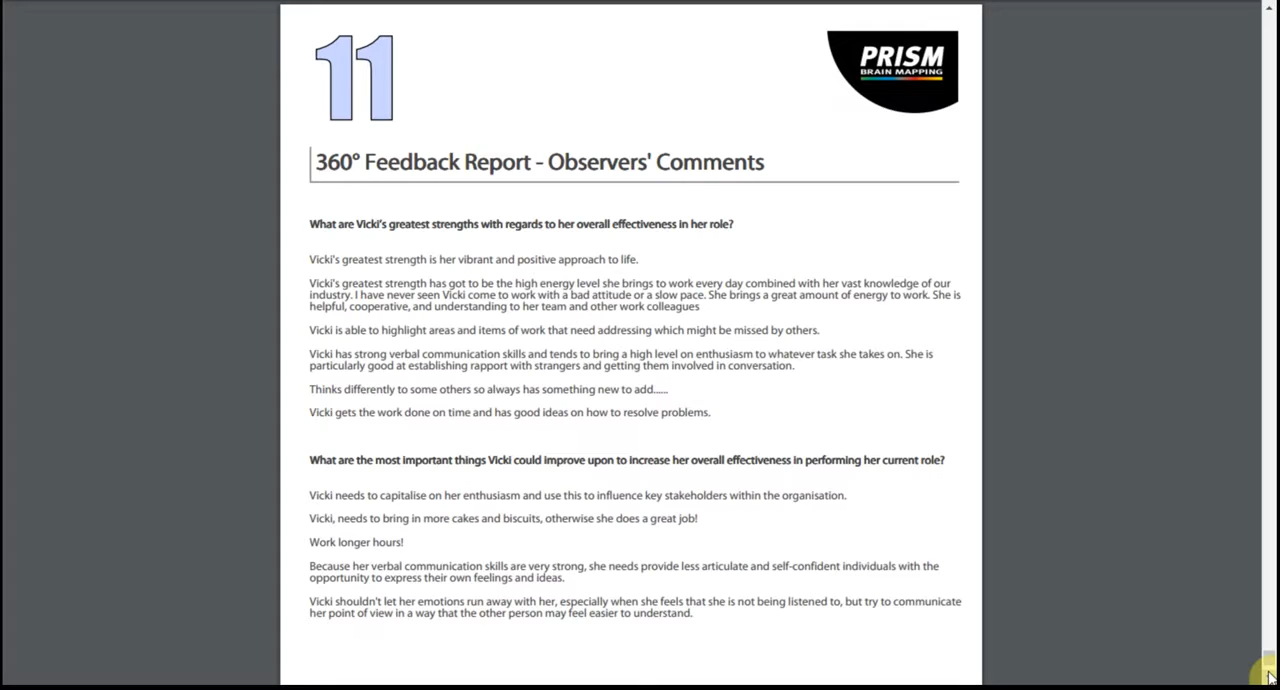 11
PRISM
BRAIN MAPPING
360° Feedback Report - Observers' Comments
What are Vicki's greatest strengths with regards to her overall effectiveness in her role?
Vicki's greatest strength is her vibrant and positive approach to life.
Vicki's greatest strength has got to be the high energy level she brings to work every day combined with her vast knowledge of our
industry. I have never seen Vicki come to work with a bad attitude or a slow pace. She brings a great amount of energy to work. She is
helpful, cooperative, and understanding to her team and other work colleagues
Vicki is able to highlight areas and items of work that need addressing which might be missed by others.
Vicki has strong verbal communication skills and tends to bring a high level on enthusiasm to whatever task she takes on. She is
particularly good at establishing rapport with strangers and getting them involved in conversation.
Thinks differently to some others so always has something new to add......
Vicki gets the work done on time and has good ideas on how to resolve problems.
What are the most important things Vicki could improve upon to increase her overall effectiveness in performing her current role?
Vicki needs to capitalise on her enthusiasm and use this to influence key stakeholders within the organisation.
Vicki, needs to bring in more cakes and biscuits, otherwise she does a great job!
Work longer hours!
Because her verbal communication skills are very strong, she needs provide less articulate and self-confident individuals with the
opportunity to express their own feelings and ideas.
Vicki shouldn't let her emotions run away with her, especially when she feels that she is not being listened to, but try to communicate
her point of view in a way that the other person may feel easier to understand.